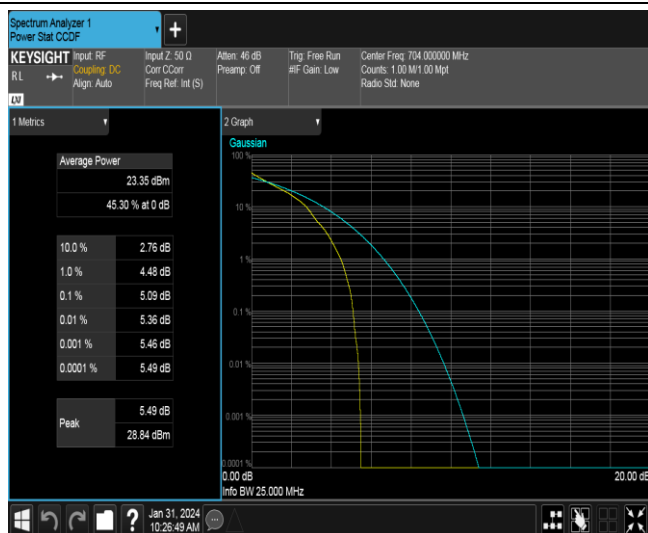 Spectrum Analyzer 1
Power Stat CCDF
+
KEYSIGHT
RL
LXI
Input: RF
Coupling: DC
Align: Auto
Input Z: 50 Ω
Corr CCorr
Freq Ref: Int (S)
Atten: 46 dB
Preamp: Off
Trig: Free Run
#IF Gain: Low
Center Freq: 704.000000 MHz
Counts: 1.00 M/1.00 Mpt
Radio Std: None
1 Metrics
Average Power
23.35 dBm
45.30 % at 0 dB
10.0 % 2.76 dB
1.0 % 4.48 dB
0.1 % 5.09 dB
0.01 % 5.36 dB
0.001 % 5.46 dB
0.0001 % 5.49 dB
Peak
5.49 dB
28.84 dBm
2 Graph
Gaussian
100 %
10 %
1 %
0.1 %
0.01 %
0.001 %
0.0001 %
0.00 dB 20.00 dB
Info BW 25.000 MHz
?
Jan 31, 2024
10:26:49 AM